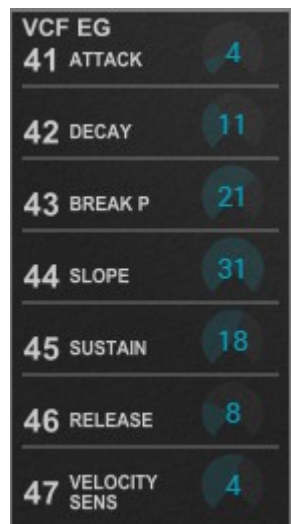 VCF EG
41 ATTACK 4
42 DECAY 11
43 BREAK P 21
44 SLOPE 31
45 SUSTAIN 18
46 RELEASE 8
47 VELOCITY SENS 4